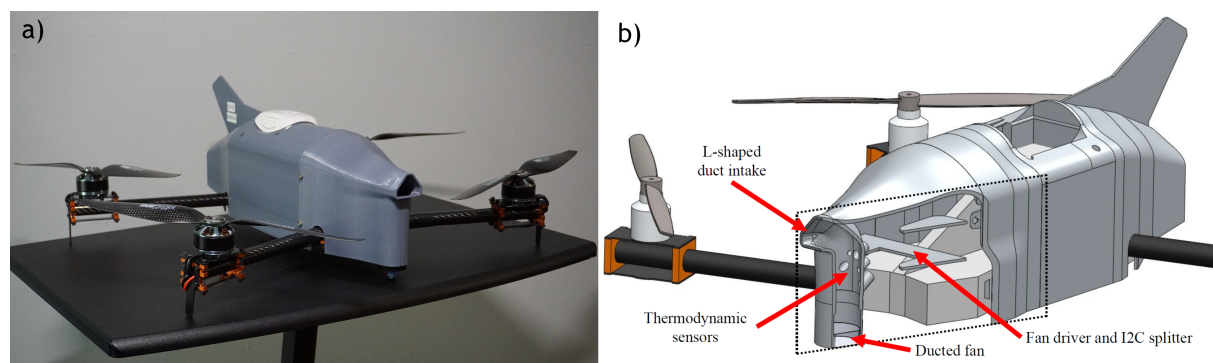 a)
b)
L-shaped
duct intake
Thermodynamic
sensors
Fan driver and I2C splitter
Ducted fan